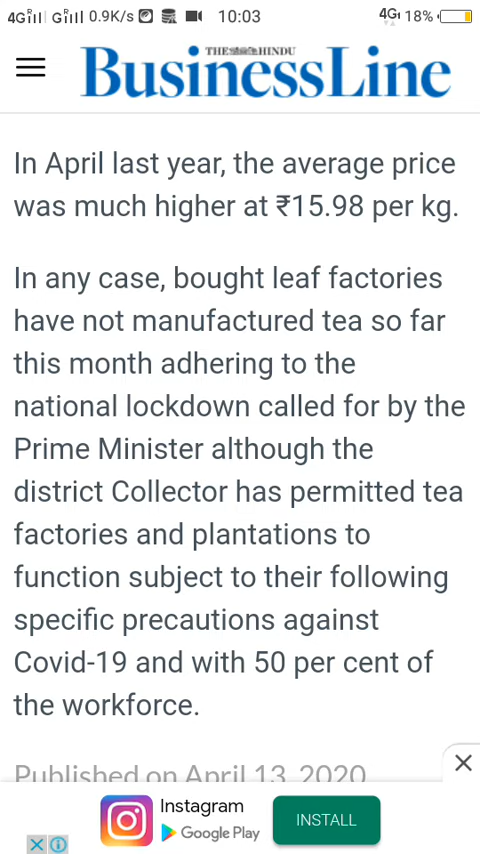 4G G 0.9K/s 10:03 4G 18%
THE HINDU
BusinessLine
In April last year, the average price
was much higher at ₹15.98 per kg.
In any case, bought leaf factories
have not manufactured tea so far
this month adhering to the
national lockdown called for by the
Prime Minister although the
district Collector has permitted tea
factories and plantations to
function subject to their following
specific precautions against
Covid-19 and with 50 per cent of
the workforce.
Published on April 13, 2020
Instagram
Google Play
INSTALL